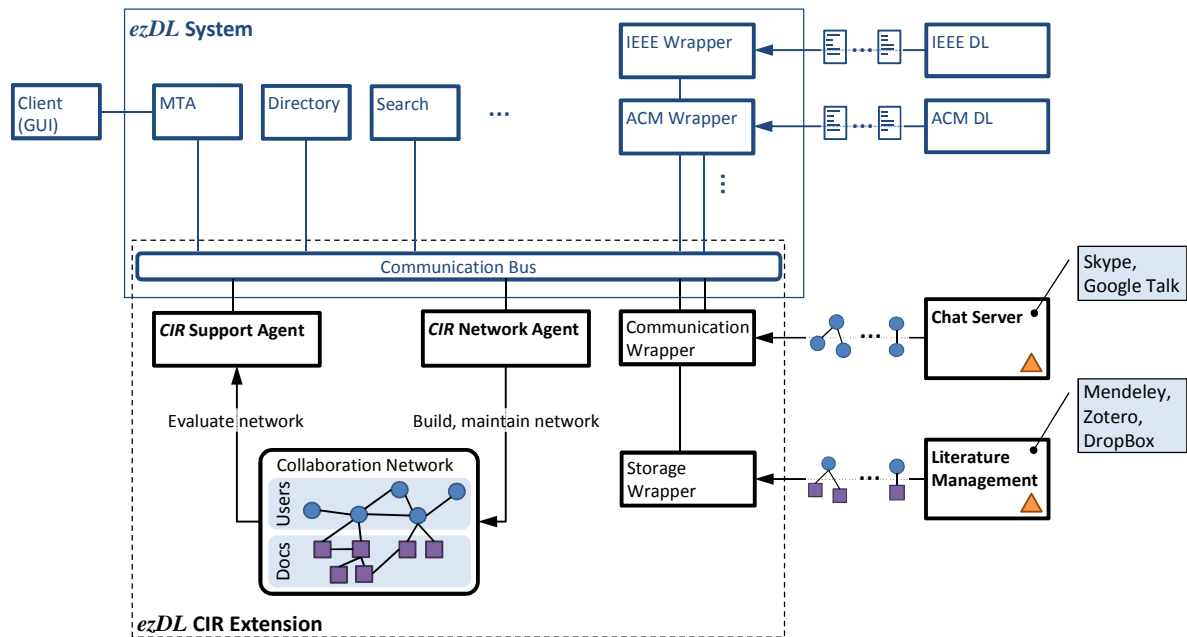 ezDL System
IEEE Wrapper
IEEE DL
Client
(GUI)
MTA
Directory
Search
...
ACM Wrapper
ACM DL
Communication Bus
Skype,
Google Talk
CIR Support Agent
CIR Network Agent
Communication
Wrapper
Chat Server
Evaluate network
Build, maintain network
Mendeley,
Zotero,
DropBox
Collaboration Network
Users
Docs
Storage
Wrapper
Literature
Management
ezDL CIR Extension